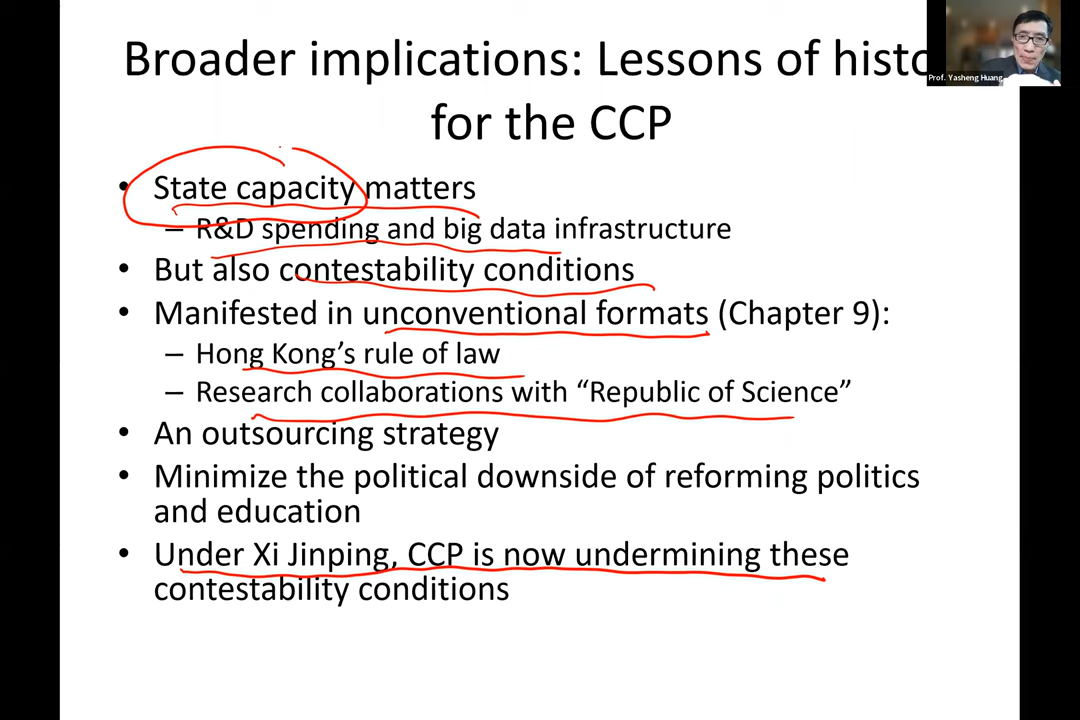 Broader implications: Lessons of histo
for the CCP
• State capacity matters
– R&D spending and big data infrastructure
• But also contestability conditions
• Manifested in unconventional formats (Chapter 9):
– Hong Kong’s rule of law
– Research collaborations with “Republic of Science”
• An outsourcing strategy
• Minimize the political downside of reforming politics
and education
• Under Xi Jinping, CCP is now undermining these
contestability conditions
Prof. Yasheng Huang